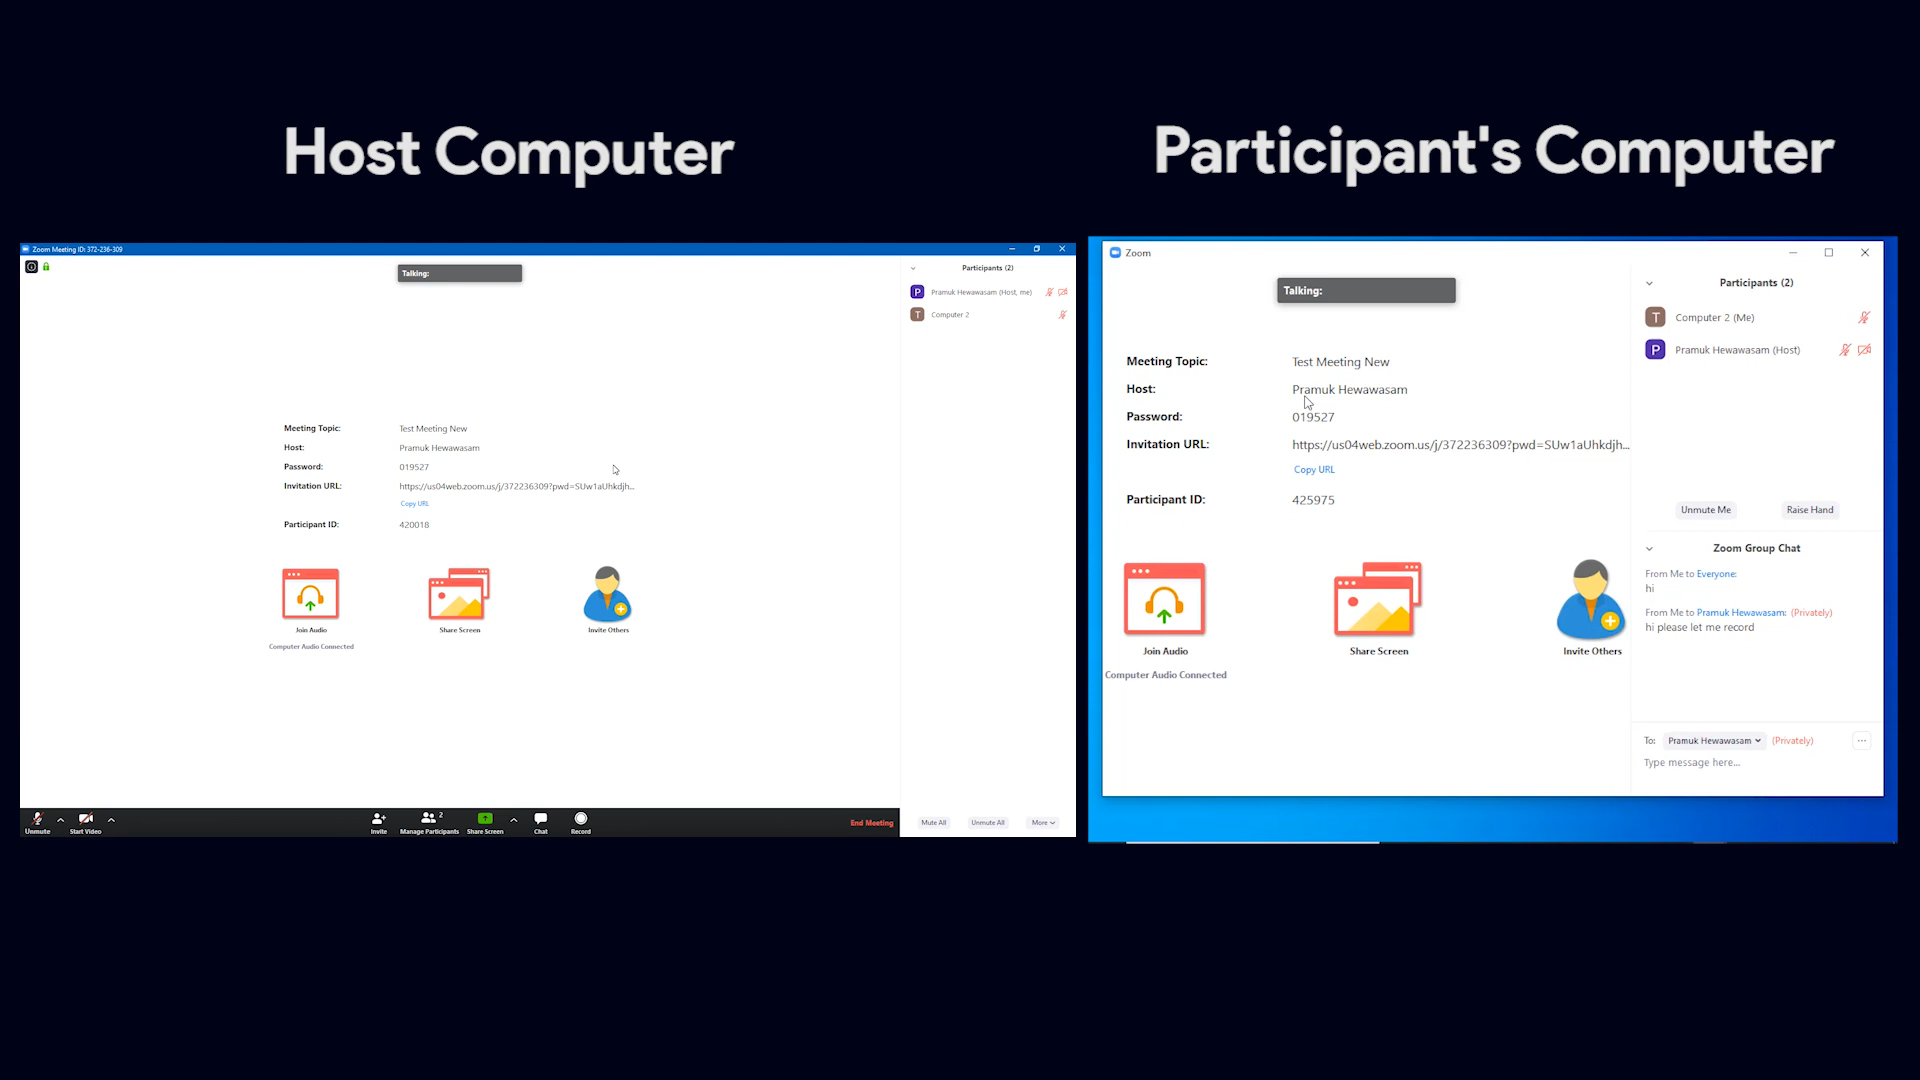 Host Computer
Participant's Computer
Zoom Meeting ID: 372-236-309
Talking:
Meeting Topic: Test Meeting New
Host: Pramuk Hewawasam
Password: 019527
Invitation URL: https://us04web.zoom.us/j/372236309?pwd=SUw1aUhkdjh...
Copy URL
Participant ID: 420018
Join Audio
Share Screen
Invite Others
Computer Audio Connected
Participants (2)
P Pramuk Hewawasam (Host, me)
T Computer 2
Unmute
Start Video
Invite
2
Manage Participants
Share Screen
Chat
Record
End Meeting
Mute All
Unmute All
More
Zoom
Talking:
Meeting Topic: Test Meeting New
Host: Pramuk Hewawasam
Password: 019527
Invitation URL: https://us04web.zoom.us/j/372236309?pwd=SUw1aUhkdjh...
Copy URL
Participant ID: 425975
Join Audio
Share Screen
Invite Others
Computer Audio Connected
Participants (2)
T Computer 2 (Me)
P Pramuk Hewawasam (Host)
Unmute Me
Raise Hand
Zoom Group Chat
From Me to Everyone:
hi
From Me to Pramuk Hewawasam: (Privately)
hi please let me record
To: Pramuk Hewawasam (Privately)
Type message here...